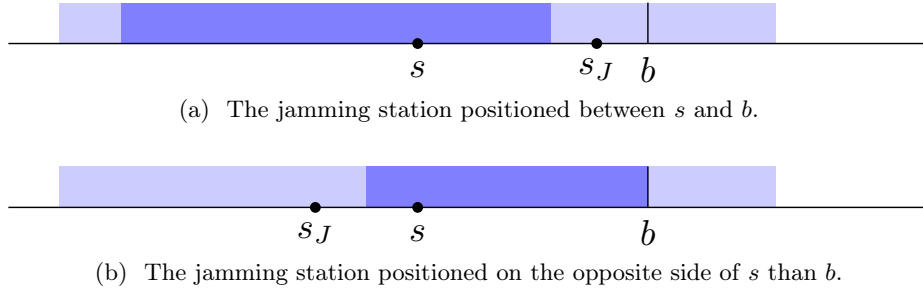 s s_J b
(a) The jamming station positioned between s and b.
s_J s b
(b) The jamming station positioned on the opposite side of s than b.